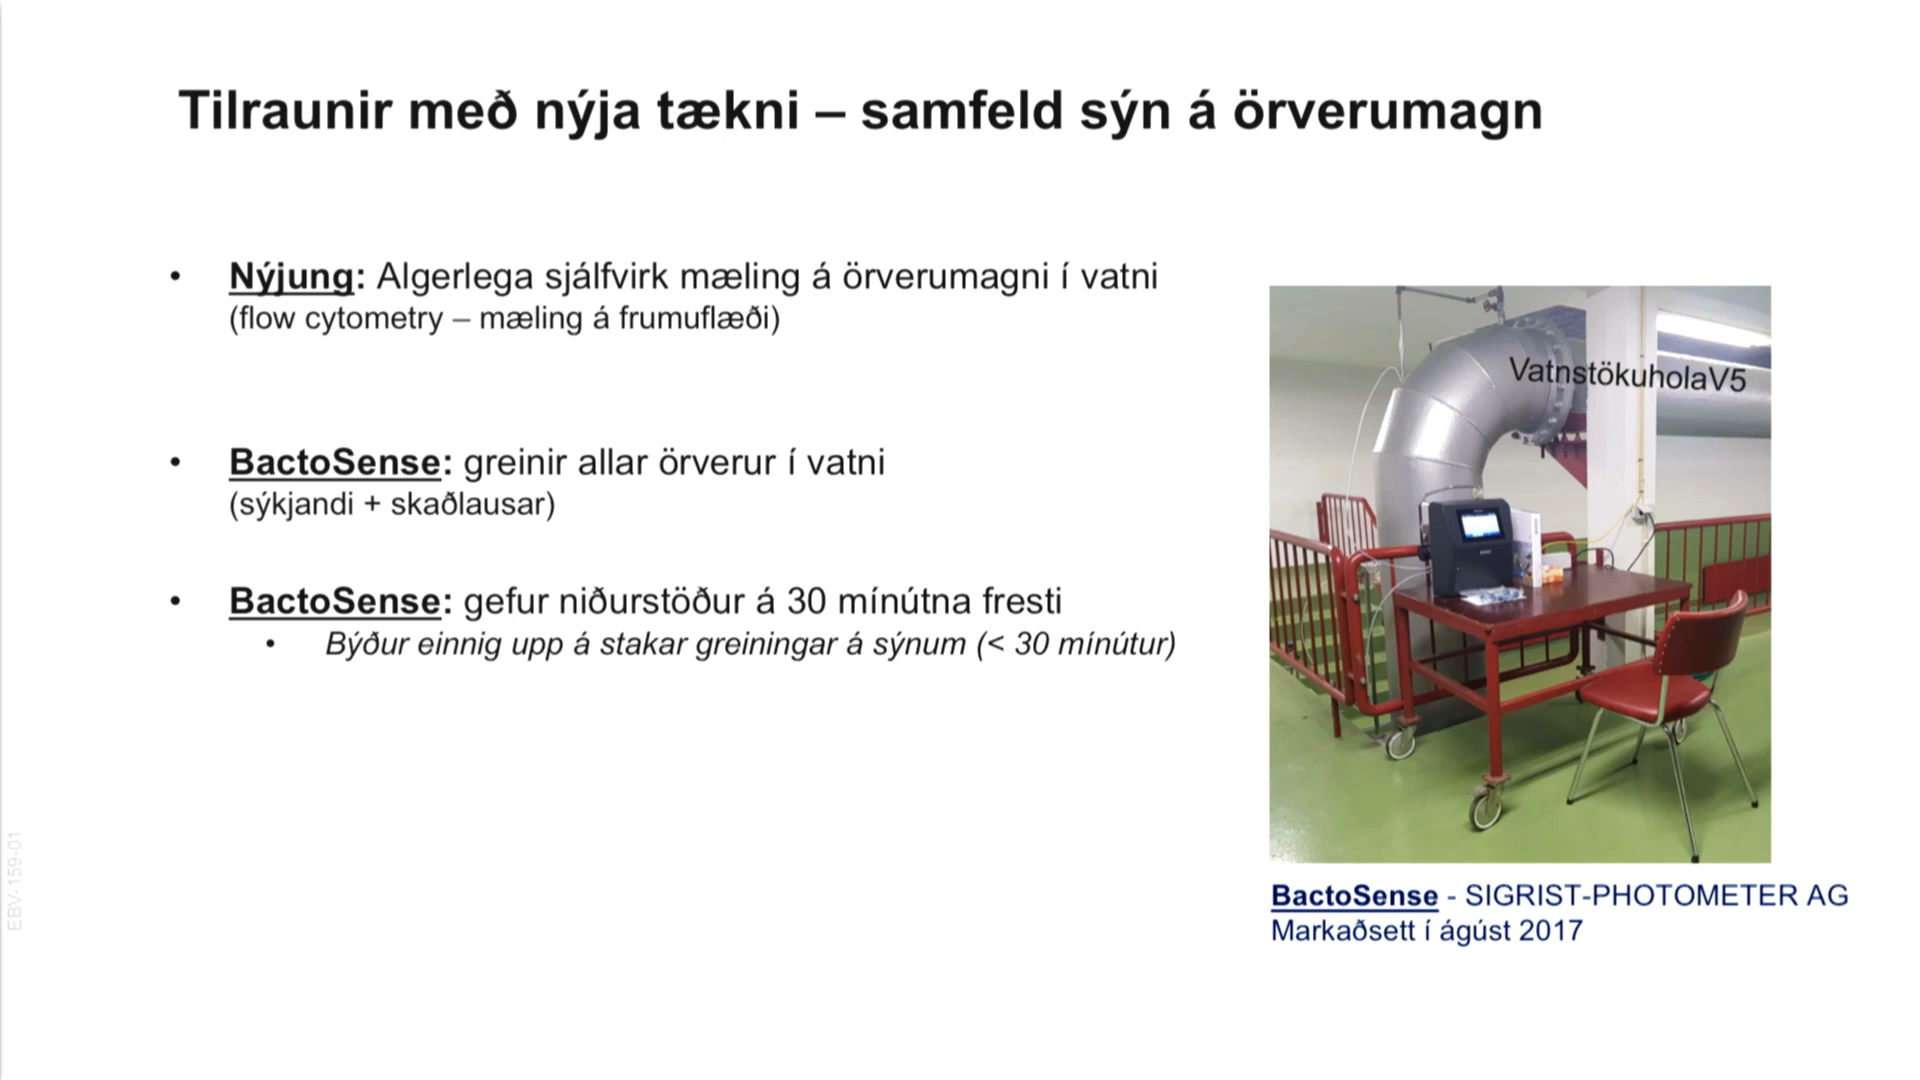 Tilraunir með nýja tækni – samfeld sýn á örverumagn
• Nýjung: Algerlega sjálfvirk mæling á örverumagni í vatni
(flow cytometry – mæling á frumuflæði)
• BactoSense: greinir allar örverur í vatni
(sýkjandi + skaðlausar)
• BactoSense: gefur niðurstöður á 30 mínútna fresti
• Býður einnig upp á stakar greiningar á sýnum (< 30 mínútur)
VatnstökuholaV5
BactoSense - SIGRIST-PHOTOMETER AG
Markaðsett í ágúst 2017
EBV-159-01